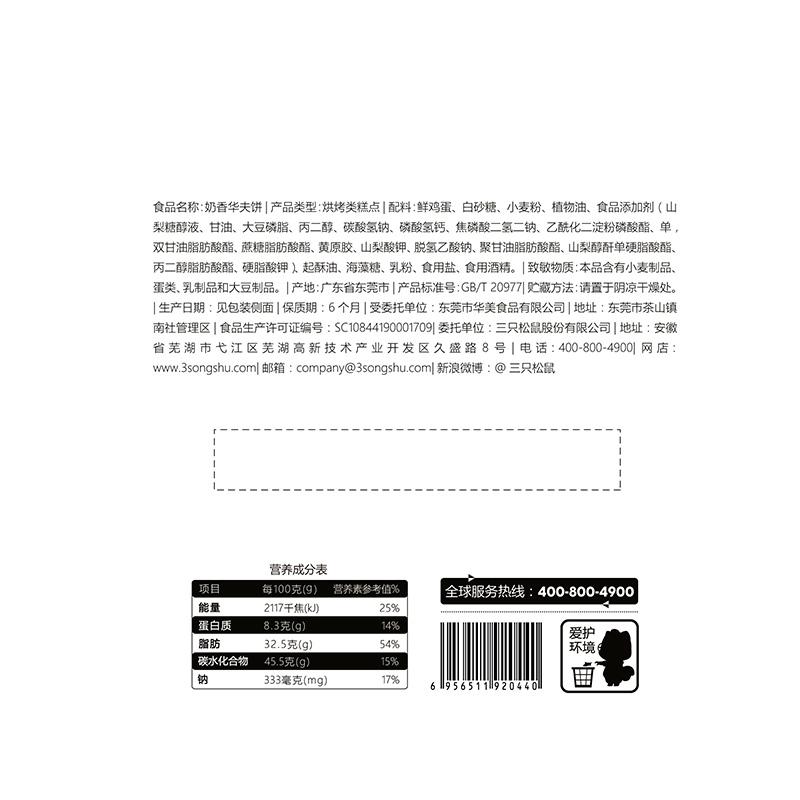 食品名称:奶香华夫饼 | 产品类型:烘烤类糕点 | 配料:鲜鸡蛋、白砂糖、小麦粉、植物油、食品添加剂（山
梨糖醇液、甘油、大豆磷脂、丙二醇、碳酸氢钠、磷酸氢钙、焦磷酸二氢二钠、乙酰化二淀粉磷酸酯、单，
双甘油脂肪酸酯、蔗糖脂肪酸酯、黄原胶、山梨酸钾、脱氢乙酸钠、聚甘油脂肪酸酯、山梨醇酐单硬脂酸酯、
丙二醇脂肪酸酯、硬脂酸钾）、起酥油、海藻糖、乳粉、食用盐、食用酒精。| 致敏物质:本品含有小麦制品、
蛋类、乳制品和大豆制品。| 产地:广东省东莞市 | 产品标准号:GB/T 20977| 贮藏方法:请置于阴凉干燥处。
| 生产日期：见包装侧面 | 保质期：6 个月 | 受委托单位：东莞市华美食品有限公司 | 地址：东莞市茶山镇
南社管理区 | 食品生产许可证编号：SC10844190001709| 委托单位：三只松鼠股份有限公司 | 地址：安徽
省芜湖市弋江区芜湖高新技术产业开发区久盛路 8 号 | 电话：400-800-4900| 网店：
www.3songshu.com| 邮箱：company@3songshu.com| 新浪微博：@ 三只松鼠
营养成分表
项目 每100克(g) 营养素参考值%
能量 2117千焦(kJ) 25%
蛋白质 8.3克(g) 14%
脂肪 32.5克(g) 54%
碳水化合物 45.5克(g) 15%
钠 333毫克(mg) 17%
全球服务热线：400-800-4900
6 956511 920440
爱护
环境